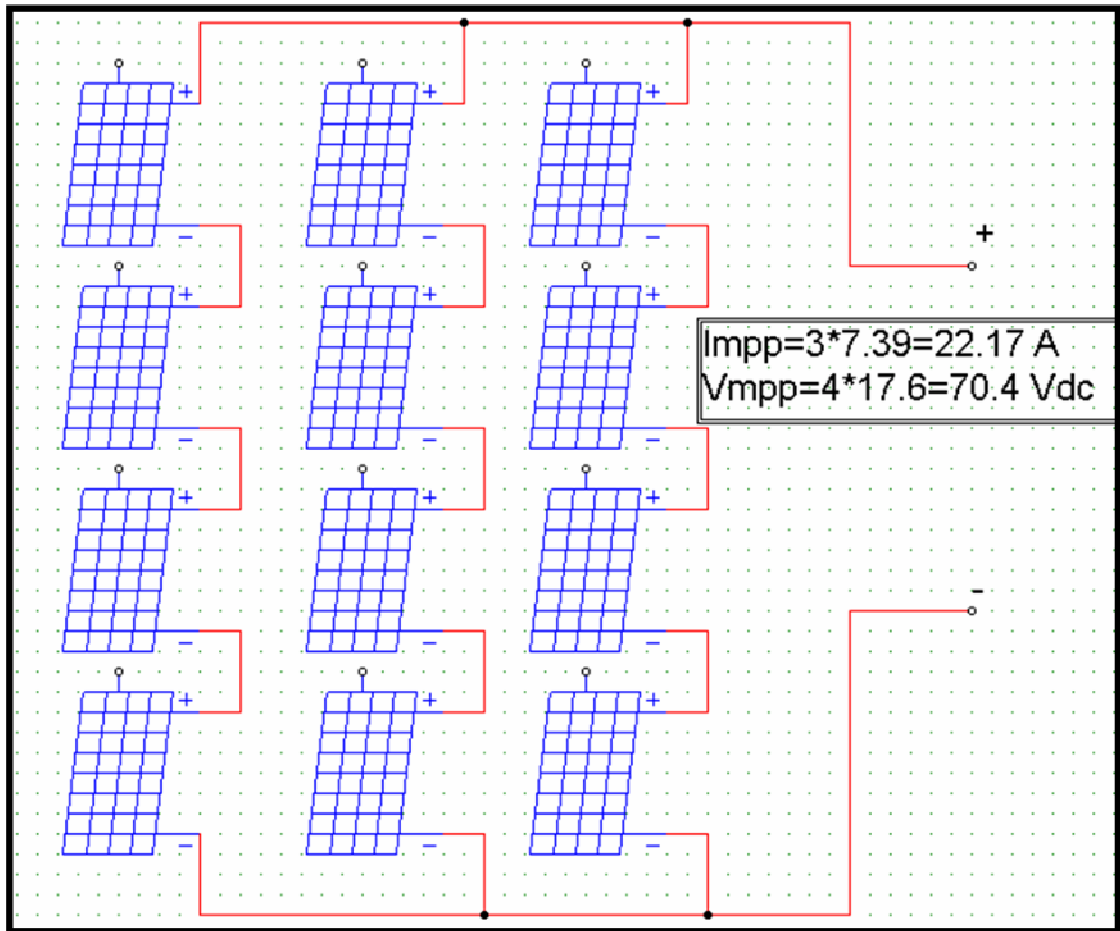 + + +
- - -
+
+ + +
Impp=3*7.39=22.17 A
Vmpp=4*17.6=70.4 Vdc
- - -
+ + +
-
- - -
+ + +
- - -